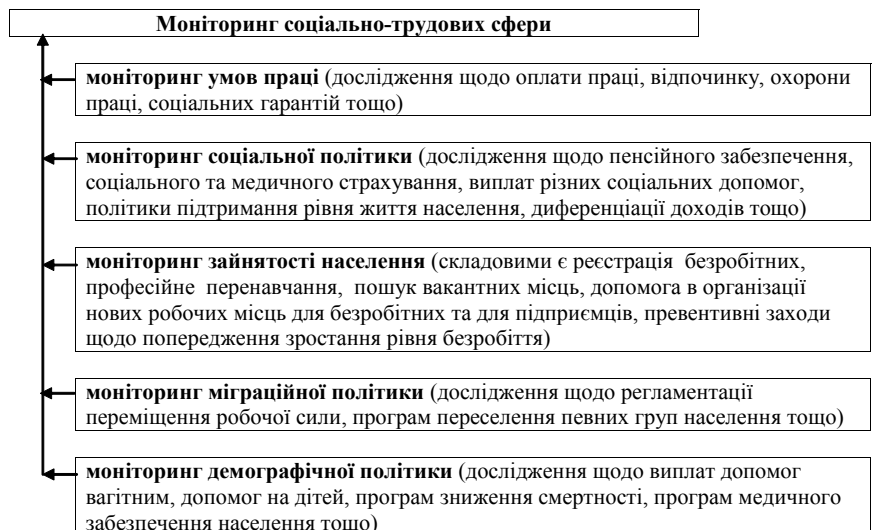 Моніторинг соціально-трудових сфери
моніторинг умов праці (дослідження щодо оплати праці, відпочинку, охорони
праці, соціальних гарантій тощо)
моніторинг соціальної політики (дослідження щодо пенсійного забезпечення,
соціального та медичного страхування, виплат різних соціальних допомог,
політики підтримання рівня життя населення, диференціації доходів тощо)
моніторинг зайнятості населення (складовими є реєстрація безробітних,
професійне перенавчання, пошук вакантних місць, допомога в організації
нових робочих місць для безробітних та для підприємців, превентивні заходи
щодо попередження зростання рівня безробіття)
моніторинг міграційної політики (дослідження щодо регламентації
переміщення робочої сили, програм переселення певних груп населення тощо)
моніторинг демографічної політики (дослідження щодо виплат допомог
вагітним, допомог на дітей, програм зниження смертності, програм медичного
забезпечення населення тощо)